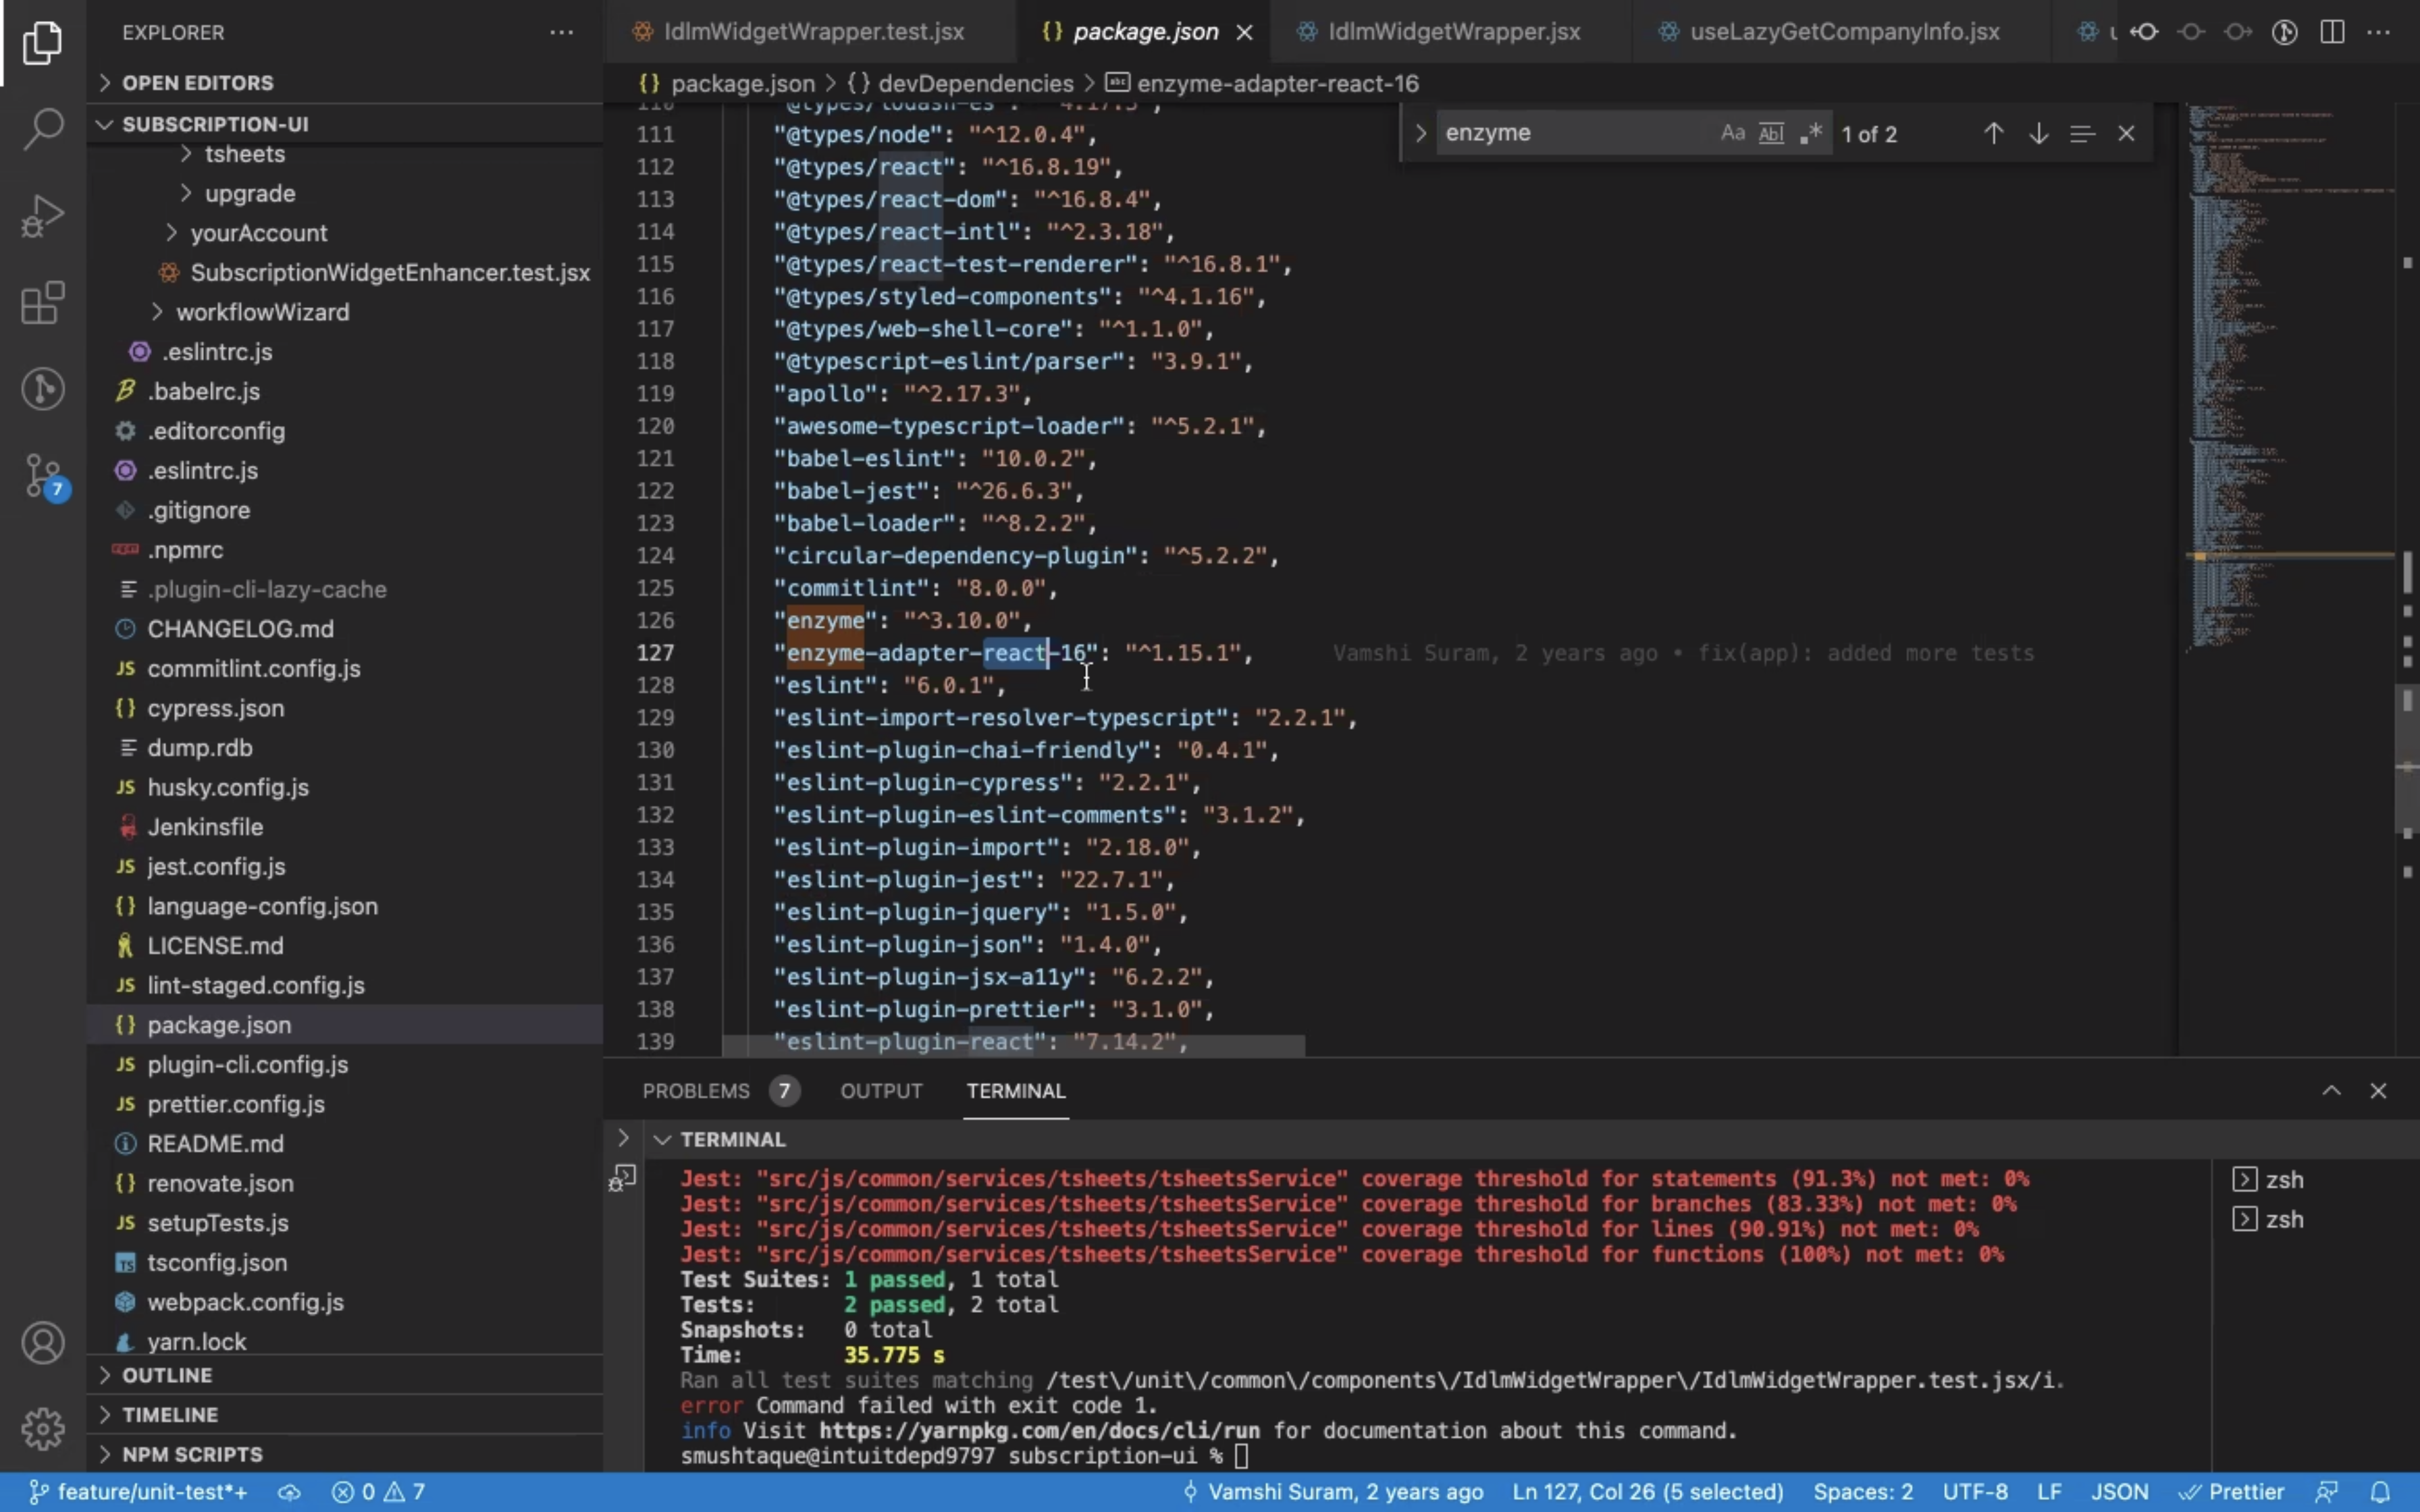 EXPLORER
OPEN EDITORS
SUBSCRIPTION-UI
tsheets
upgrade
yourAccount
SubscriptionWidgetEnhancer.test.jsx
workflowWizard
.eslintrc.js
.babelrc.js
.editorconfig
.eslintrc.js
.gitignore
.npmrc
.plugin-cli-lazy-cache
CHANGELOG.md
commitlint.config.js
cypress.json
dump.rdb
husky.config.js
Jenkinsfile
jest.config.js
language-config.json
LICENSE.md
lint-staged.config.js
package.json
plugin-cli.config.js
prettier.config.js
README.md
renovate.json
setupTests.js
tsconfig.json
webpack.config.js
yarn.lock
OUTLINE
TIMELINE
NPM SCRIPTS
7
IdlmWidgetWrapper.test.jsx
package.json
IdlmWidgetWrapper.jsx
useLazyGetCompanyInfo.jsx
package.json > {} devDependencies > enzyme-adapter-react-16
enzyme
1 of 2
110 "@types/lodash-es": "4.17.3",
111 "@types/node": "^12.0.4",
112 "@types/react": "^16.8.19",
113 "@types/react-dom": "^16.8.4",
114 "@types/react-intl": "^2.3.18",
115 "@types/react-test-renderer": "^16.8.1",
116 "@types/styled-components": "^4.1.16",
117 "@types/web-shell-core": "^1.1.0",
118 "@typescript-eslint/parser": "3.9.1",
119 "apollo": "^2.17.3",
120 "awesome-typescript-loader": "^5.2.1",
121 "babel-eslint": "10.0.2",
122 "babel-jest": "^26.6.3",
123 "babel-loader": "^8.2.2",
124 "circular-dependency-plugin": "^5.2.2",
125 "commitlint": "8.0.0",
126 "enzyme": "^3.10.0",
127 "enzyme-adapter-react-16": "^1.15.1", Vamshi Suram, 2 years ago • fix(app): added more tests
128 "eslint": "6.0.1",
129 "eslint-import-resolver-typescript": "2.2.1",
130 "eslint-plugin-chai-friendly": "0.4.1",
131 "eslint-plugin-cypress": "2.2.1",
132 "eslint-plugin-eslint-comments": "3.1.2",
133 "eslint-plugin-import": "2.18.0",
134 "eslint-plugin-jest": "22.7.1",
135 "eslint-plugin-jquery": "1.5.0",
136 "eslint-plugin-json": "1.4.0",
137 "eslint-plugin-jsx-a11y": "6.2.2",
138 "eslint-plugin-prettier": "3.1.0",
139 "eslint-plugin-react": "7.14.2",
PROBLEMS 7 OUTPUT TERMINAL
TERMINAL
Jest: "src/js/common/services/tsheets/tsheetsService" coverage threshold for statements (91.3%) not met: 0%
Jest: "src/js/common/services/tsheets/tsheetsService" coverage threshold for branches (83.33%) not met: 0%
Jest: "src/js/common/services/tsheets/tsheetsService" coverage threshold for lines (90.91%) not met: 0%
Jest: "src/js/common/services/tsheets/tsheetsService" coverage threshold for functions (100%) not met: 0%
Test Suites: 1 passed, 1 total
Tests: 2 passed, 2 total
Snapshots: 0 total
Time: 35.775 s
Ran all test suites matching /test\/unit\/common\/components\/IdlmWidgetWrapper\/IdlmWidgetWrapper.test.jsx/i.
error Command failed with exit code 1.
info Visit https://yarnpkg.com/en/docs/cli/run for documentation about this command.
smushtaque@intuitdepd9797 subscription-ui %
zsh
zsh
feature/unit-test*+ 0 7 Vamshi Suram, 2 years ago Ln 127, Col 26 (5 selected) Spaces: 2 UTF-8 LF JSON Prettier